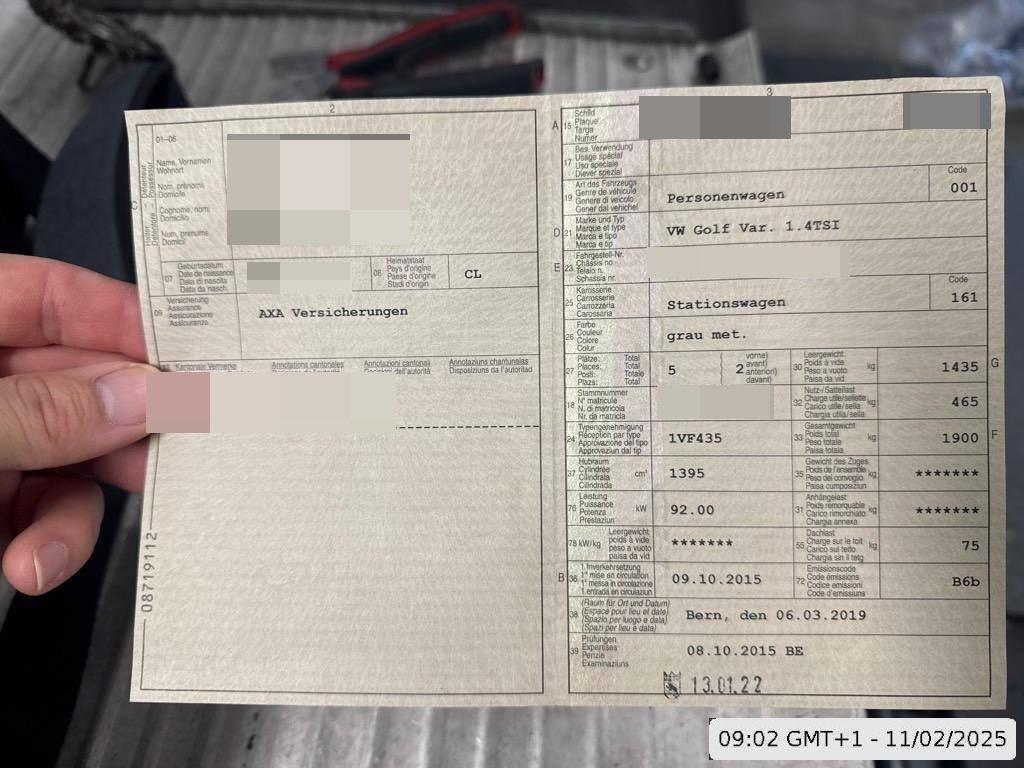 2
01-06
Halter
Détenteur
Detentore
Possessur
Name, Vornamen
Wohnort
Nom, prénoms
Domicile
Cognome, nomi
Domicilio
Num, prenums
Domicil
C
07
Geburtsdatum
Date de naissance
Data di nascita
Data da nasch.
08
Heimatstaat
Pays d'origine
Paese d'origine
Stadi d'origin
CL
09
Versicherung
Assurance
Assicurazione
Assicuranza
AXA Versicherungen
Kantonale Vermerke
Annotations cantonales
Annotazioni cantonali
Annotaziuns chantunalas
Disposiziuns da l'autoritad
08719112
3
A 15
Schild
Plaque
Targa
Numer
17
Bes. Verwendung
Usage spécial
Uso speciale
Diever spezial
19
Art des Fahrzeugs
Genre de véhicule
Genere di veicolo
Gener dal vehichel
Personenwagen
Code
001
D 21
Marke und Typ
Marque et type
Marca e tipo
Marca e tip
VW Golf Var. 1.4TSI
E 23
Fahrgestell-Nr.
Châssis no
Telaio n.
Schassis nr.
25
Karosserie
Carrosserie
Carrozzeria
Carossaria
Stationswagen
Code
161
26
Farbe
Couleur
Colore
Colur
grau met.
27
Plätze: Total
Places: Total
Posti: Totale
Plazs: Total
5
2
vorne)
avant)
anteriori)
davant)
30
Leergewicht
Poids à vide
Peso a vuoto
Paisa da vid
kg
1435
G
18
Stammnummer
N° matricule
N. di matricola
Nr. da matricla
32
Nutz-/Sattellast
Charge utile/sellette
Carico utile/sella
Chargia utila/sella
kg
465
24
Typengenehmigung
Réception par type
Approvazione del tipo
Approvaziun dal tip
1VF435
33
Gesamtgewicht
Poids total
Peso totale
Paisa totala
kg
1900
F
37
Hubraum
Cylindrée
Cilindrata
Cilindrada
cm³
1395
35
Gewicht des Zuges
Poids de l'ensemble
Peso del convoglio
Paisa cumposiziun
kg
*******
76
Leistung
Puissance
Potenza
Prestaziun
kW
92.00
31
Anhängelast
Poids remorquable
Carico rimorchiato
Chargia annexa
kg
*******
78 kW/kg
Leergewicht
poids à vide
peso a vuoto
paisa da vid
*******
55
Dachlast
Charge sur le toit
Carico sul tetto
Chargia sin il tetg
kg
75
B 36
1. Inverkehrsetzung
1re mise en circulation
1a messa in circolazione
1. entrada en circulaziun
09.10.2015
72
Emissionscode
Code émissions
Codice emissioni
Code d'emissiuns
B6b
38
(Raum für Ort und Datum)
(Espace pour lieu et date)
(Spazio per luogo e data)
(Spazi per lieu e data)
Bern, den 06.03.2019
39
Prüfungen
Expertises
Perizie
Examinaziuns
08.10.2015 BE
13.01.22
09:02 GMT+1 - 11/02/2025